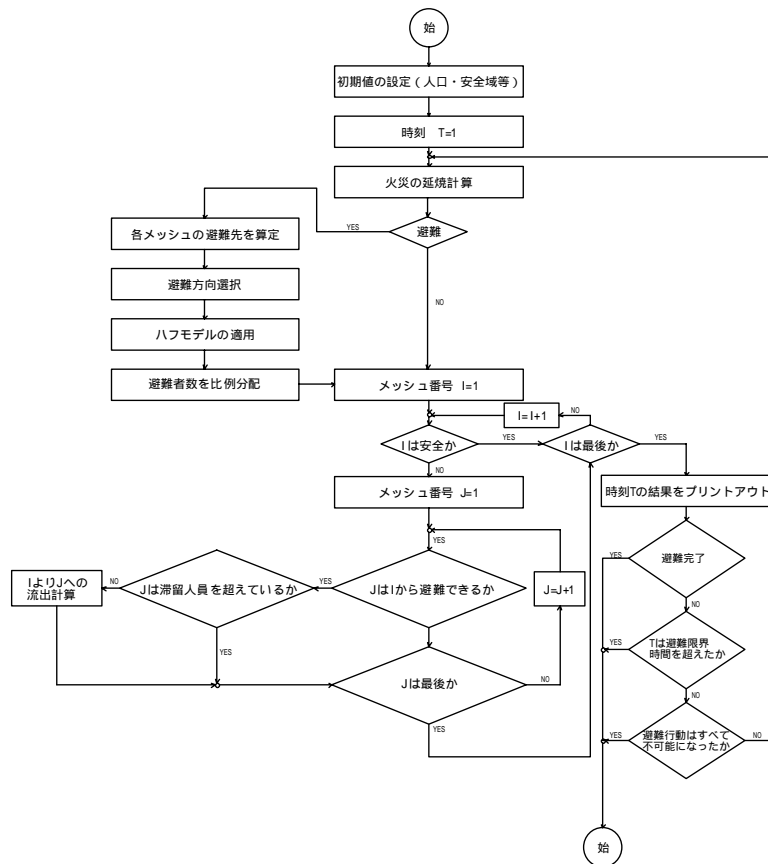 始
初期値の設定（人口・安全域等）
時刻　T=1
火災の延焼計算
避難
YES
NO
各メッシュの避難先を算定
避難方向選択
ハフモデルの適用
避難者数を比例分配
メッシュ番号 I=1
I=I+1
NO
Iは安全か
YES
Iは最後か
YES
NO
メッシュ番号 J=1
時刻Tの結果をプリントアウト
YES
IよりJへの
流出計算
NO
Jは滞留人員を超えているか
YES
JはIから避難できるか
J=J+1
YES
避難完了
NO
YES
Tは避難限界
時間を超えたか
YES
Jは最後か
NO
NO
YES
YES
避難行動はすべて
不可能になったか
NO
始